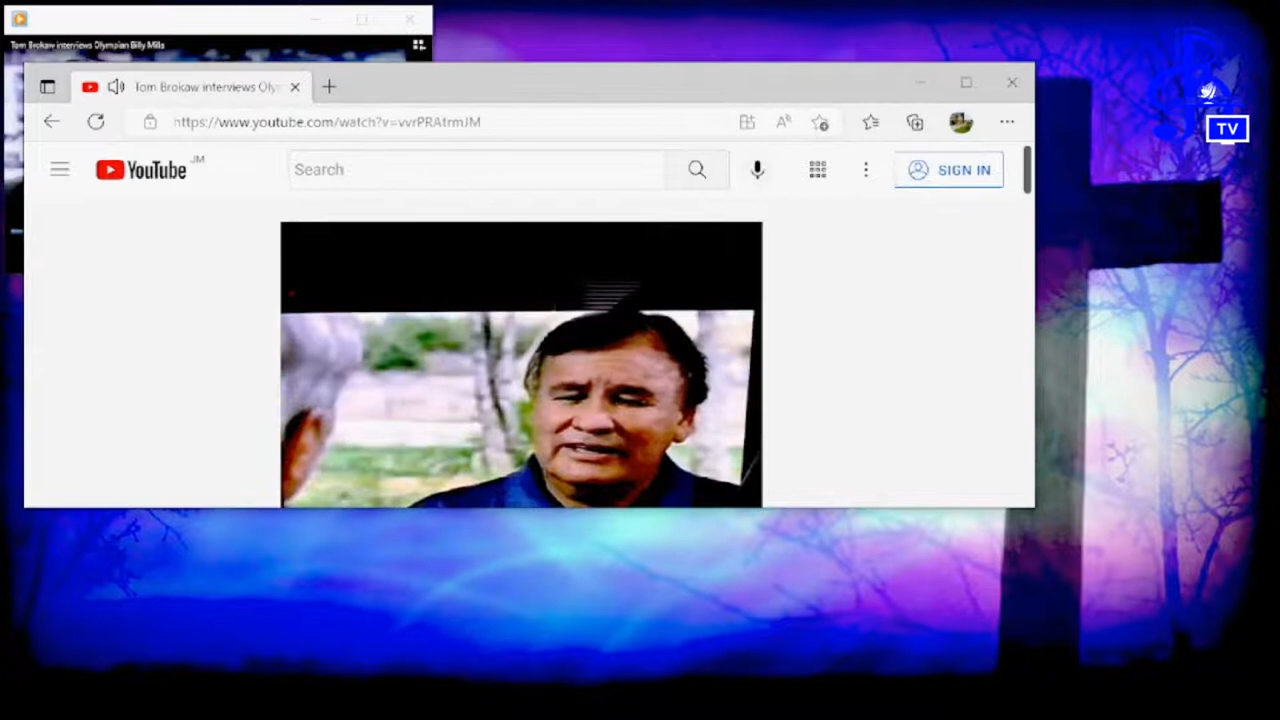 Tom Brokaw interviews Olympian Billy Mills
Tom Brokaw interviews Oly
https://www.youtube.com/watch?v=vvrPRAtrmJM
YouTube JM
Search
SIGN IN
TV